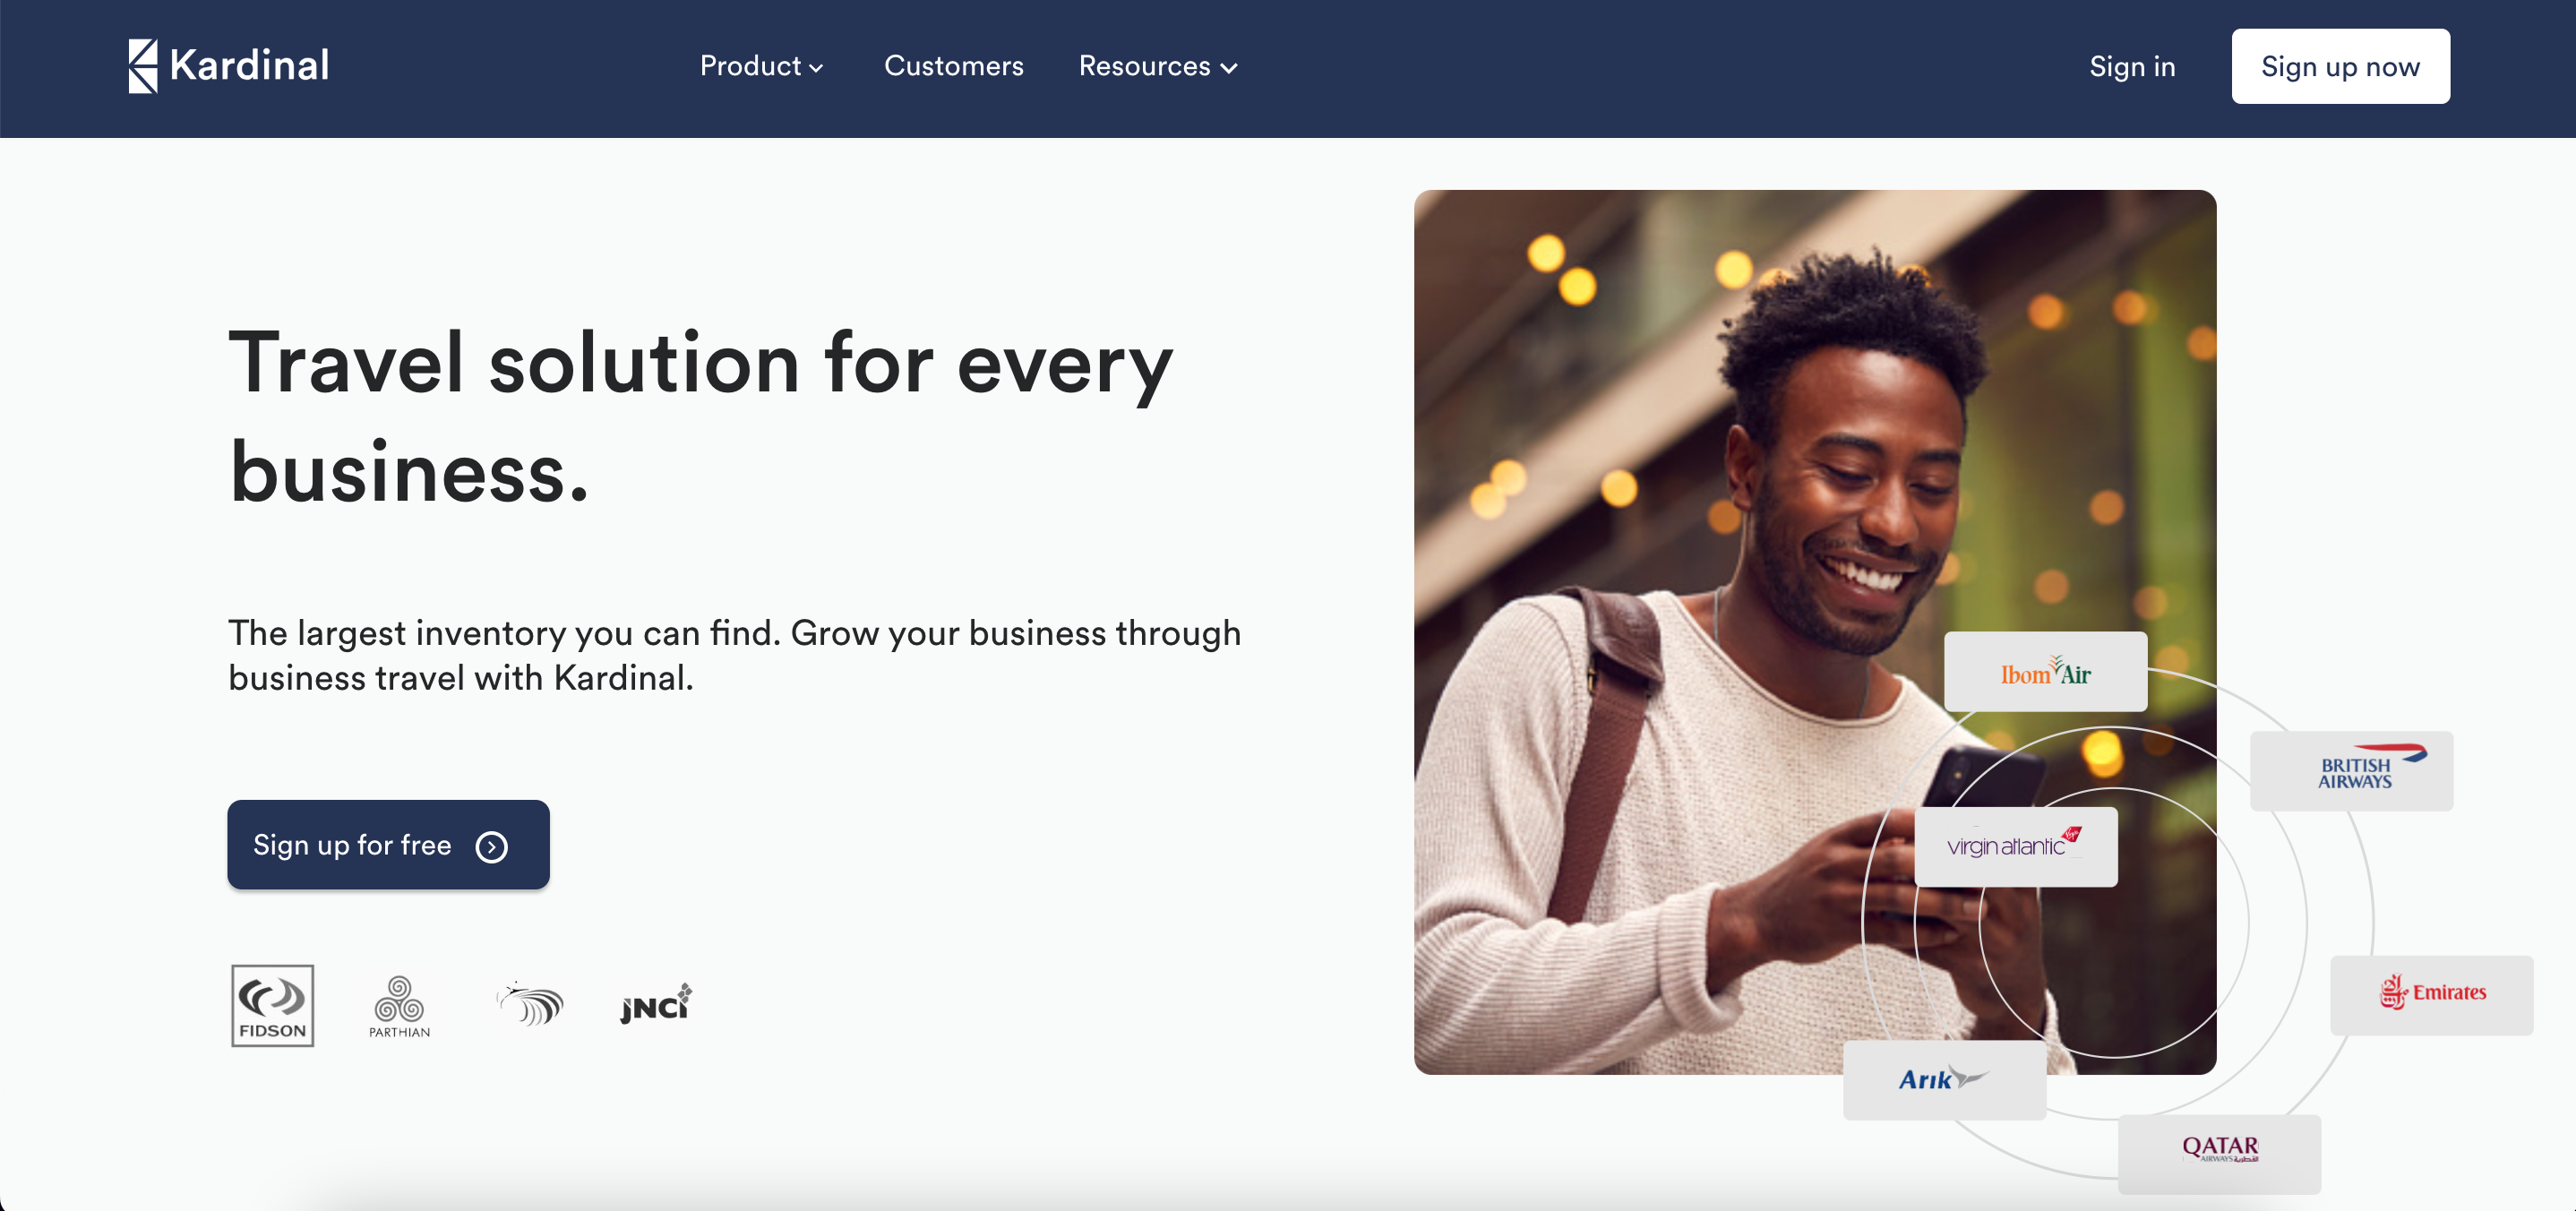 Kardinal
Product
Customers
Resources
Sign in
Sign up now
Travel solution for every
business.
The largest inventory you can find. Grow your business through
business travel with Kardinal.
Sign up for free
FIDSON
PARTHIAN
JNCi
Ibom Air
BRITISH
AIRWAYS
virgin atlantic
Emirates
Arık
QATAR
AIRWAYS القطرية